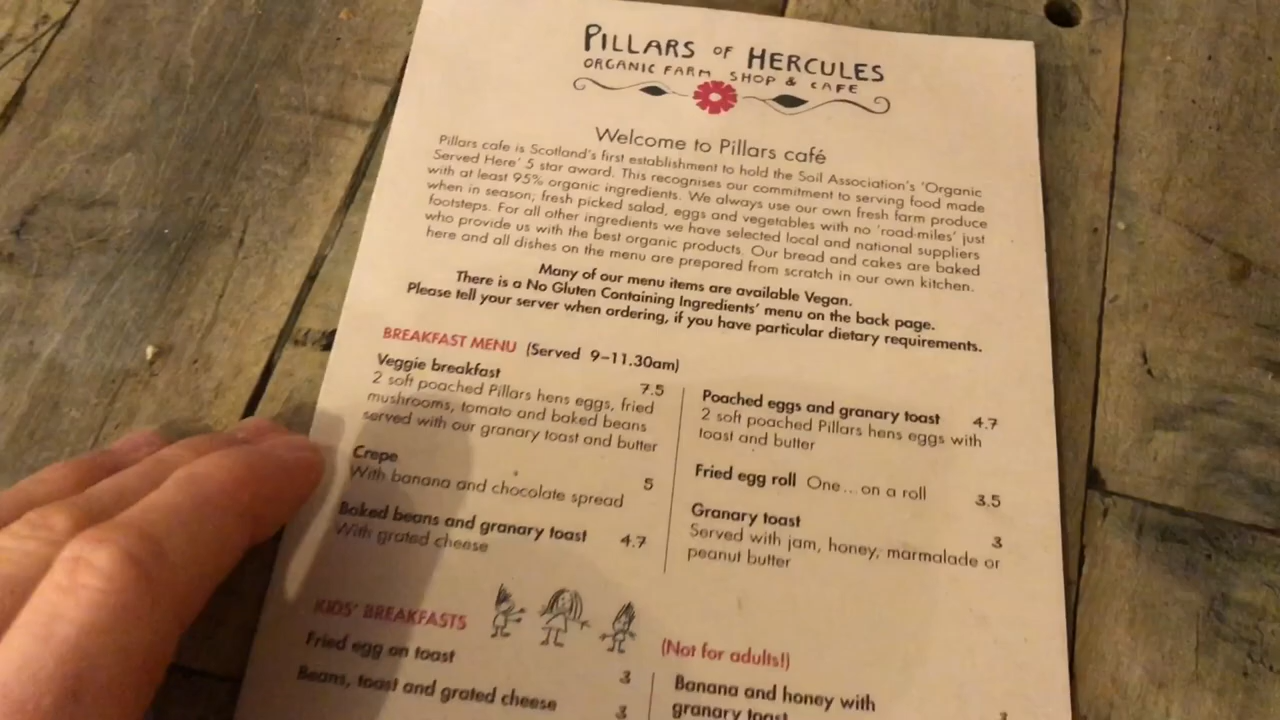 PILLARS OF HERCULES
ORGANIC FARM SHOP & CAFE
Welcome to Pillars café
Pillars cafe is Scotland's first establishment to hold the Soil Association's 'Organic
Served Here' 5 star award. This recognises our commitment to serving food made
with at least 95% organic ingredients. We always use our own fresh farm produce
when in season; fresh picked salad, eggs and vegetables with no 'road-miles' just
footsteps. For all other ingredients we have selected local and national suppliers
who provide us with the best organic products. Our bread and cakes are baked
here and all dishes on the menu are prepared from scratch in our own kitchen.
Many of our menu items are available Vegan.
There is a No Gluten Containing Ingredients' menu on the back page.
Please tell your server when ordering, if you have particular dietary requirements.
BREAKFAST MENU (Served 9-11.30am)
Veggie breakfast 7.5
2 soft poached Pillars hens eggs, fried
mushrooms, tomato and baked beans
served with our granary toast and butter
Crepe 5
With banana and chocolate spread
Baked beans and granary toast 4.7
With grated cheese
Poached eggs and granary toast 4.7
2 soft poached Pillars hens eggs with
toast and butter
Fried egg roll One...on a roll 3.5
Granary toast 3
Served with jam, honey, marmalade or
peanut butter
KIDS' BREAKFASTS (Not for adults!)
Fried egg on toast 3
Beans, toast and grated cheese 3
Banana and honey with
granary toast